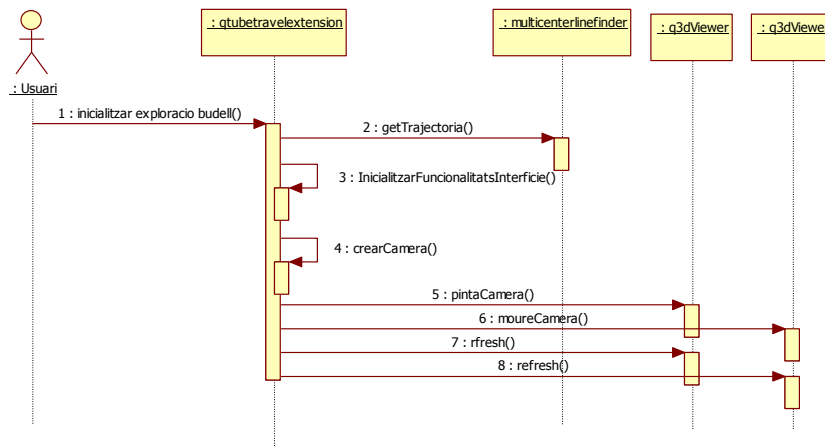 : qtubetravelextension
: multicenterlinefinder
: q3dViewer
: q3dViewer
: Usuari
1 : inicialitzar exploracio budell()
2 : getTrajectoria()
3 : InicialitzarFuncionalitatsInterficie()
4 : crearCamera()
5 : pintaCamera()
6 : moureCamera()
7 : rfresh()
8 : refresh()